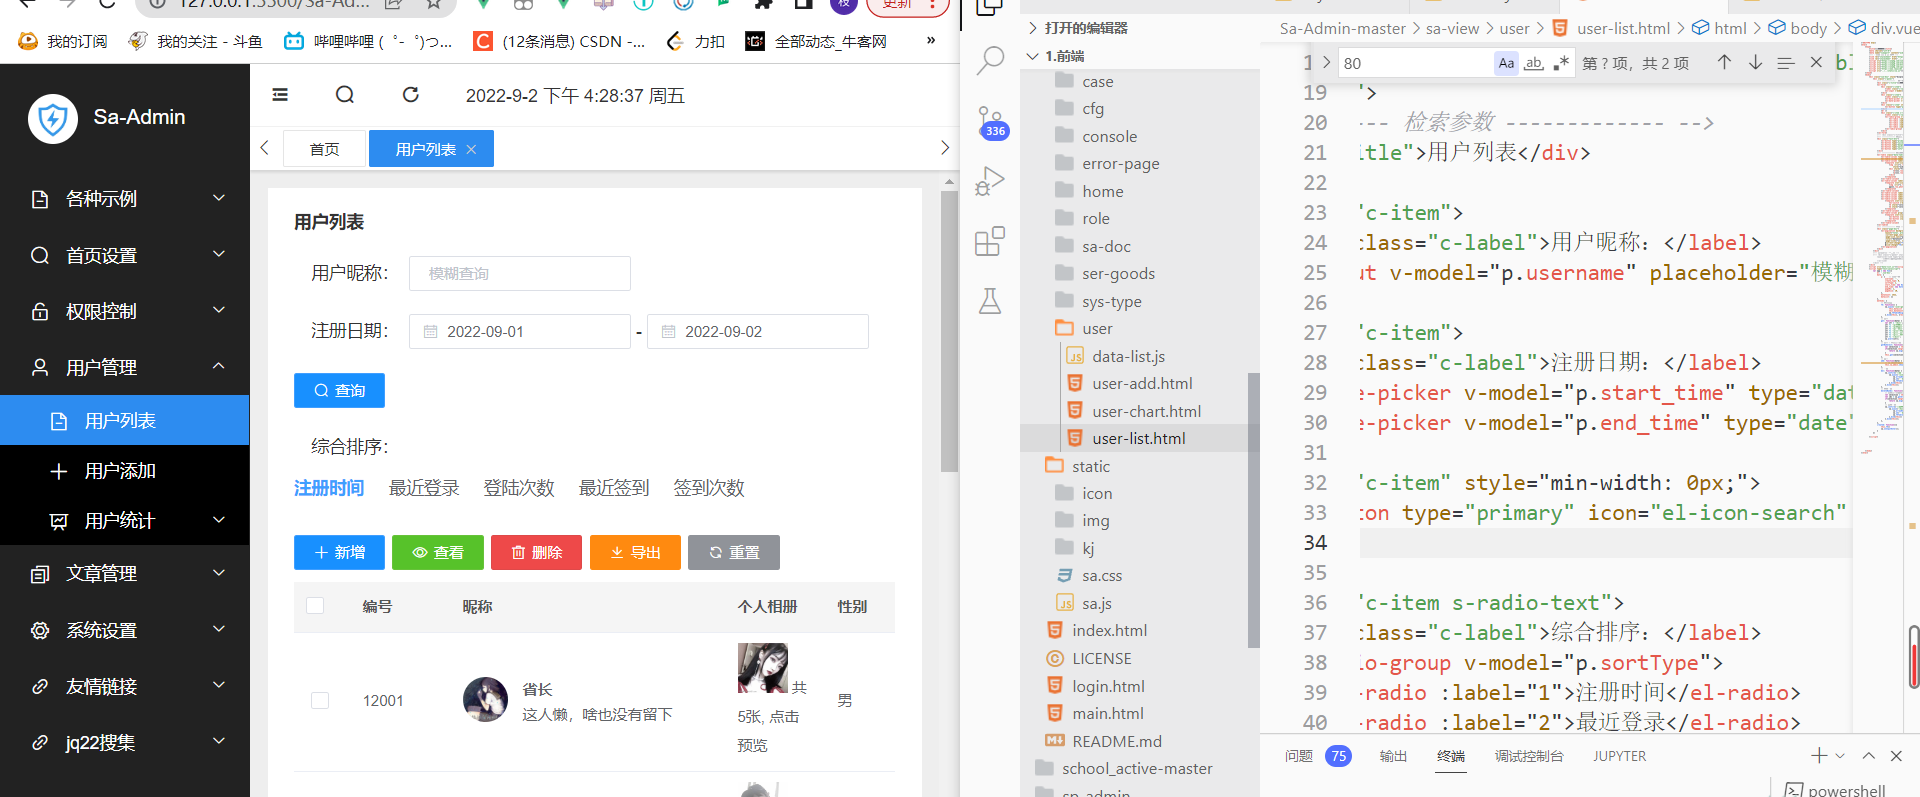 127.0.0.1:5500/Sa-Ad...
更新
我的订阅
我的关注 - 斗鱼
哔哩哔哩 ( ゜- ゜)つ...
(12条消息) CSDN -...
力扣
全部动态_牛客网
»
Sa-Admin
2022-9-2 下午 4:28:37 周五
首页
用户列表
各种示例
首页设置
权限控制
用户管理
用户列表
用户添加
用户统计
文章管理
系统设置
友情链接
jq22搜集
用户列表
用户昵称：
模糊查询
注册日期：
2022-09-01
-
2022-09-02
查询
综合排序：
注册时间
最近登录
登陆次数
最近签到
签到次数
新增
查看
删除
导出
重置
编号
昵称
个人相册
性别
12001
省长
这人懒，啥也没有留下
共
5张, 点击
预览
男
336
打开的编辑器
1.前端
case
cfg
console
error-page
home
role
sa-doc
ser-goods
sys-type
user
data-list.js
user-add.html
user-chart.html
user-list.html
static
icon
img
kj
sa.css
sa.js
index.html
LICENSE
login.html
main.html
README.md
school_active-master
sp-admin
Sa-Admin-master > sa-view > user > user-list.html > html > body > div.vue
80
Aa
ab
第 ? 项，共 2 项
19 ">
20 -- 检索参数 ------------- -->
21 itle">用户列表</div>
22
23 "c-item">
24 class="c-label">用户昵称：</label>
25 ut v-model="p.username" placeholder="模糊
26
27 "c-item">
28 class="c-label">注册日期：</label>
29 e-picker v-model="p.start_time" type="dat
30 e-picker v-model="p.end_time" type="date"
31
32 "c-item" style="min-width: 0px;">
33 ton type="primary" icon="el-icon-search"
34
35
36 "c-item s-radio-text">
37 class="c-label">综合排序：</label>
38 io-group v-model="p.sortType">
39 -radio :label="1">注册时间</el-radio>
40 -radio :label="2">最近登录</el-radio>
问题
75
输出
终端
调试控制台
JUPYTER
powershell